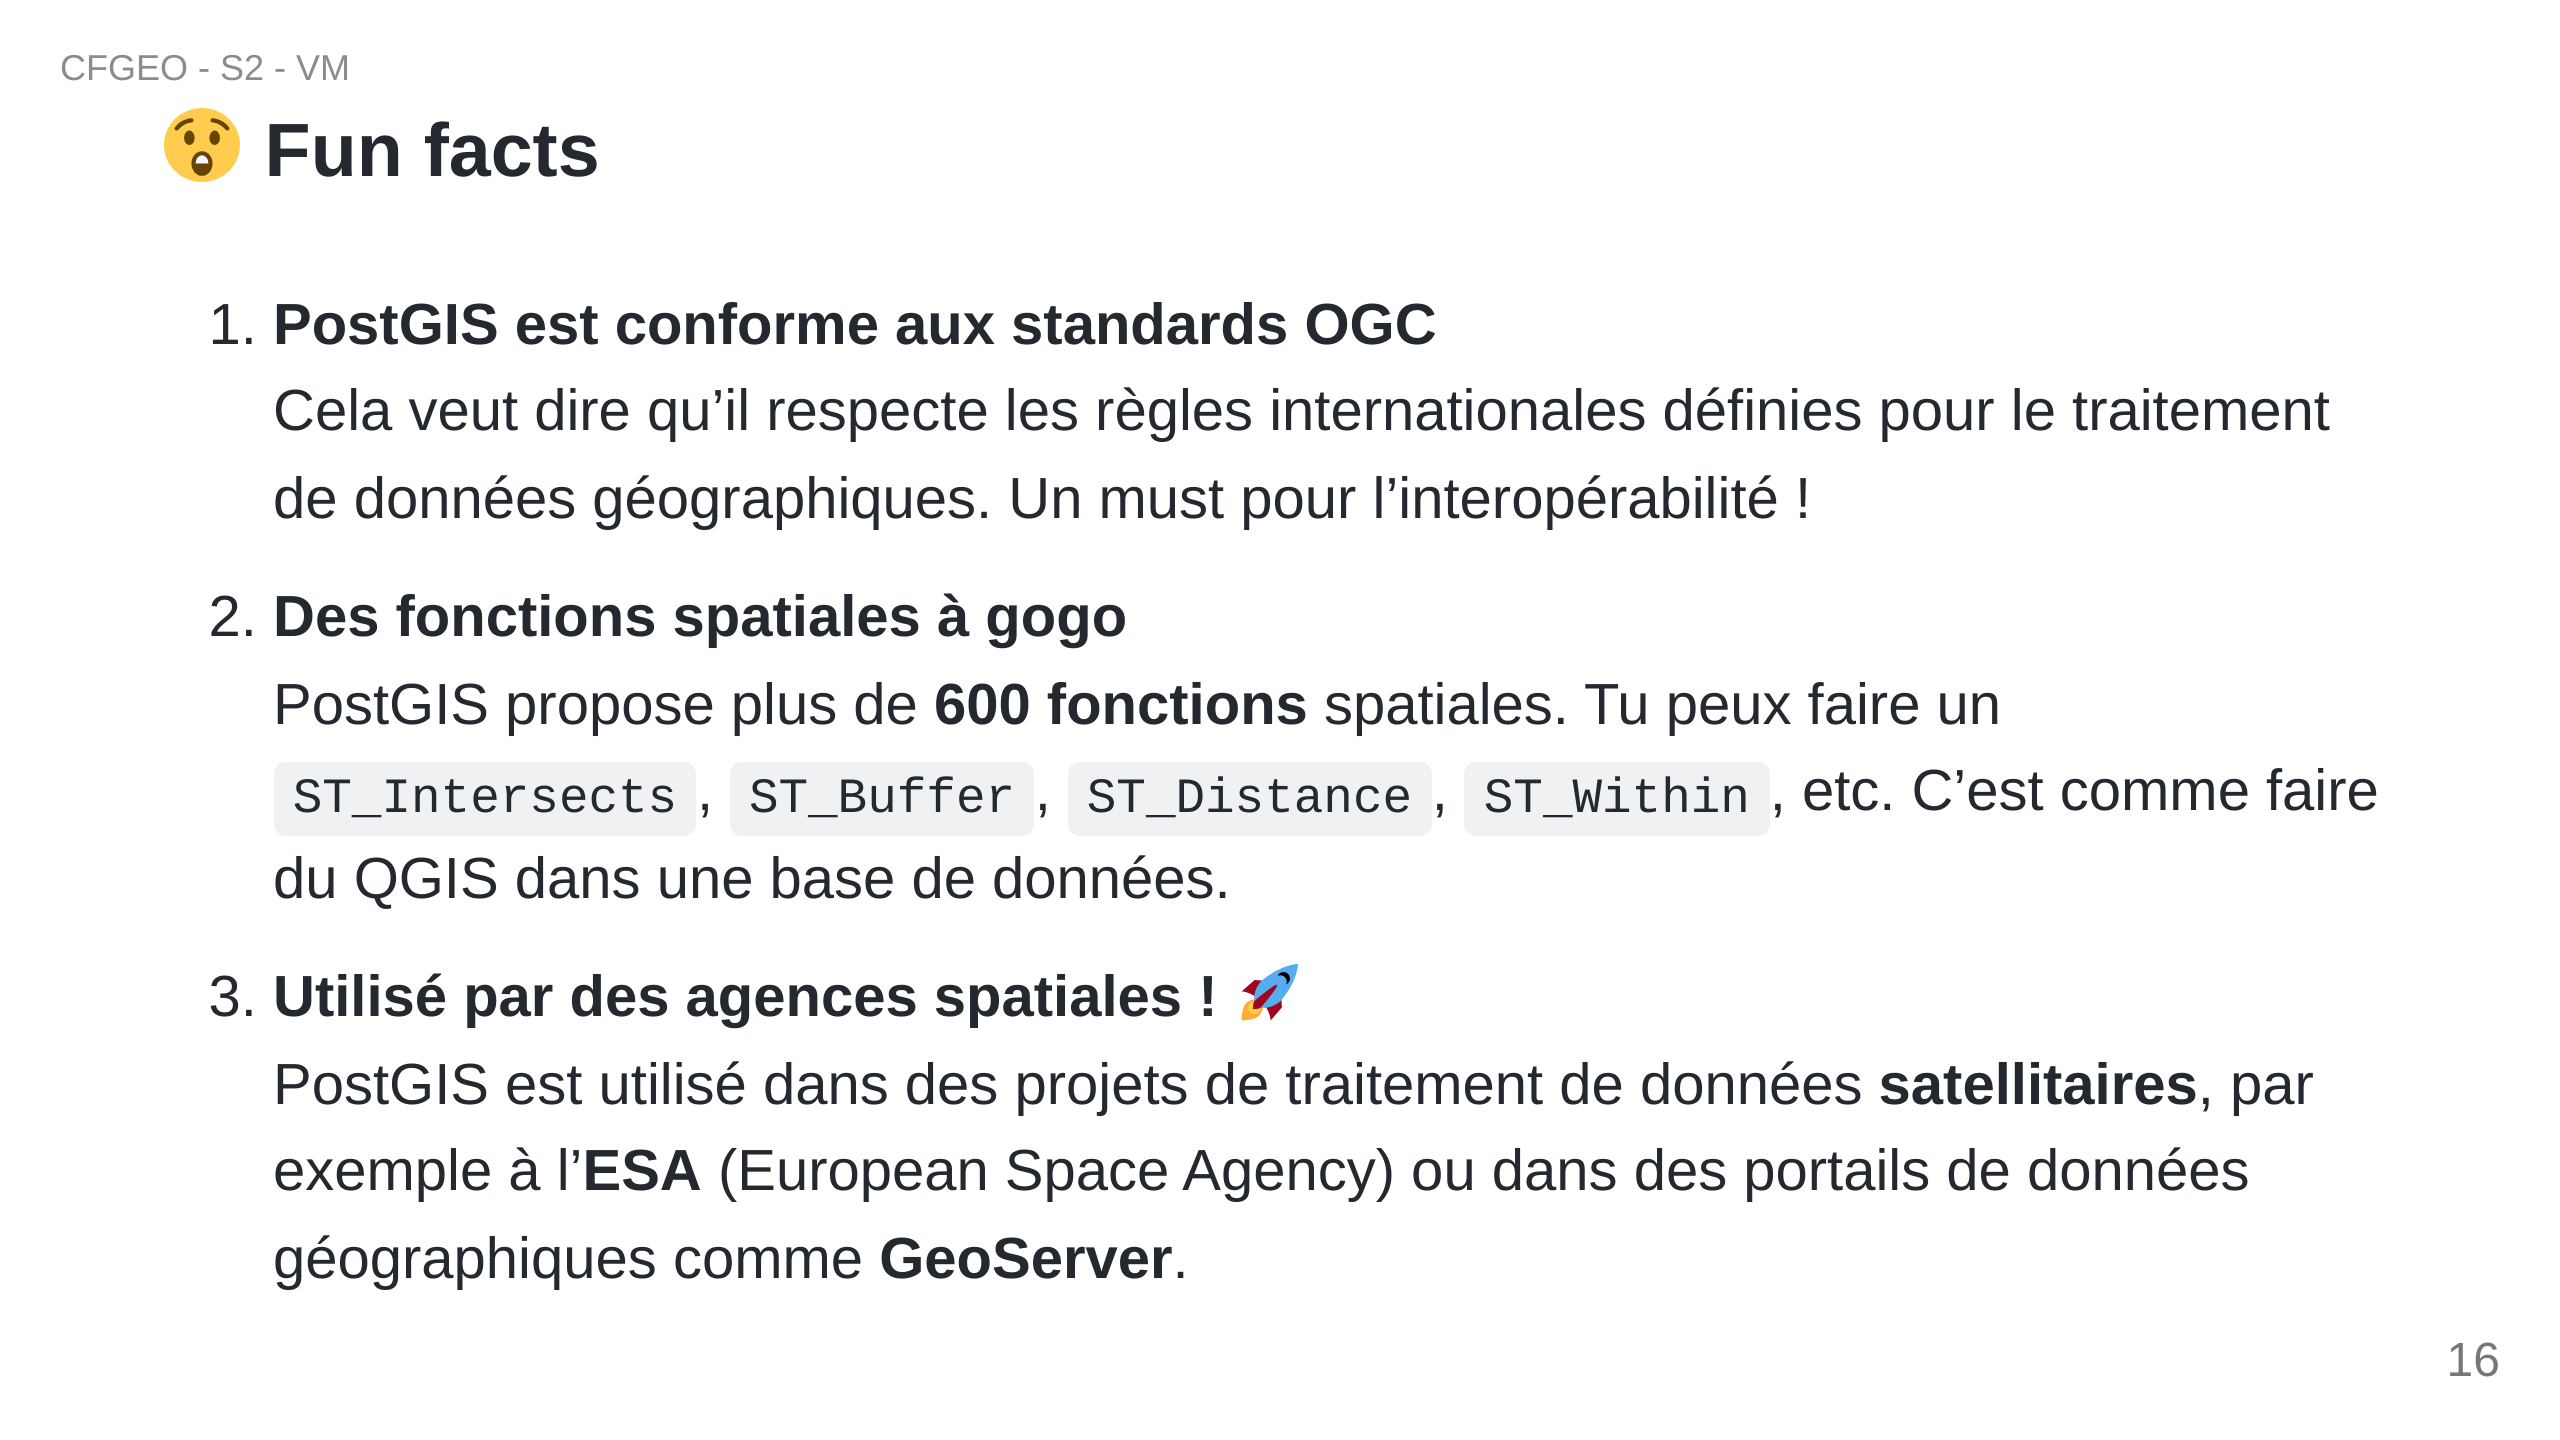 CFGEO - S2 - VM
😲 Fun facts
1. PostGIS est conforme aux standards OGC
Cela veut dire qu’il respecte les règles internationales définies pour le traitement
de données géographiques. Un must pour l’interopérabilité !
2. Des fonctions spatiales à gogo
PostGIS propose plus de 600 fonctions spatiales. Tu peux faire un
ST_Intersects, ST_Buffer, ST_Distance, ST_Within, etc. C’est comme faire
du QGIS dans une base de données.
3. Utilisé par des agences spatiales ! 🚀
PostGIS est utilisé dans des projets de traitement de données satellitaires, par
exemple à l’ESA (European Space Agency) ou dans des portails de données
géographiques comme GeoServer.
16